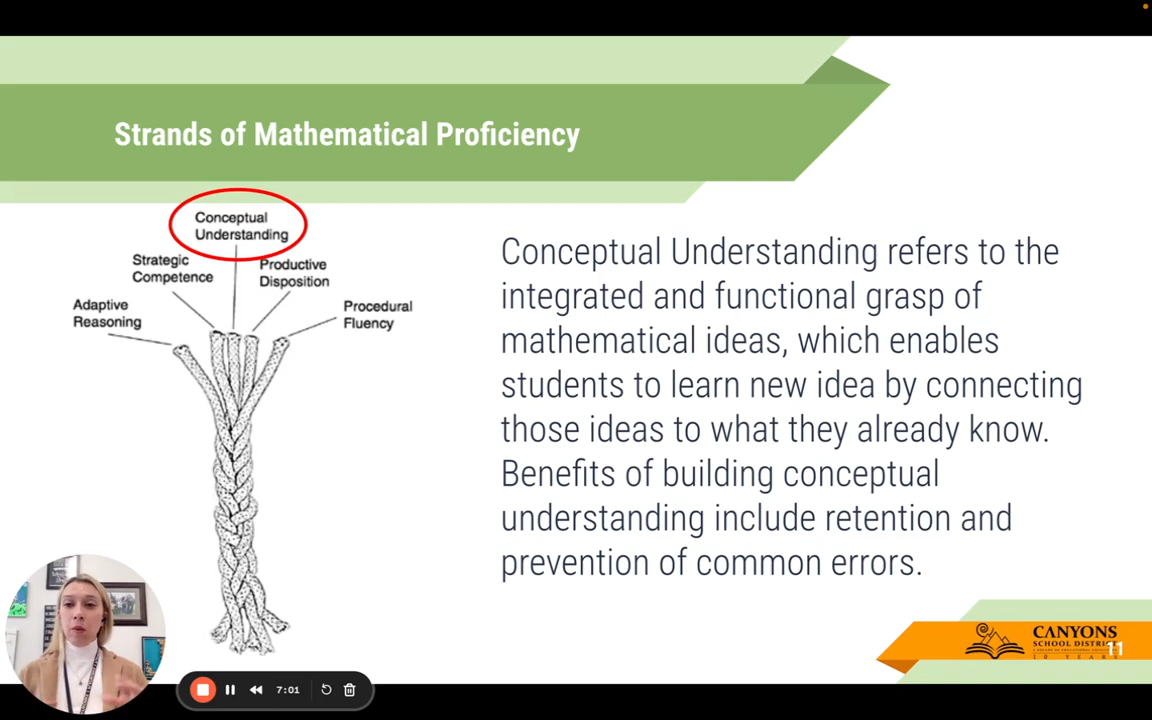 Strands of Mathematical Proficiency
Conceptual
Understanding
Strategic
Competence
Productive
Disposition
Adaptive
Reasoning
Procedural
Fluency
Conceptual Understanding refers to the
integrated and functional grasp of
mathematical ideas, which enables
students to learn new idea by connecting
those ideas to what they already know.
Benefits of building conceptual
understanding include retention and
prevention of common errors.
CANYONS
SCHOOL DISTRICT
11
7:01